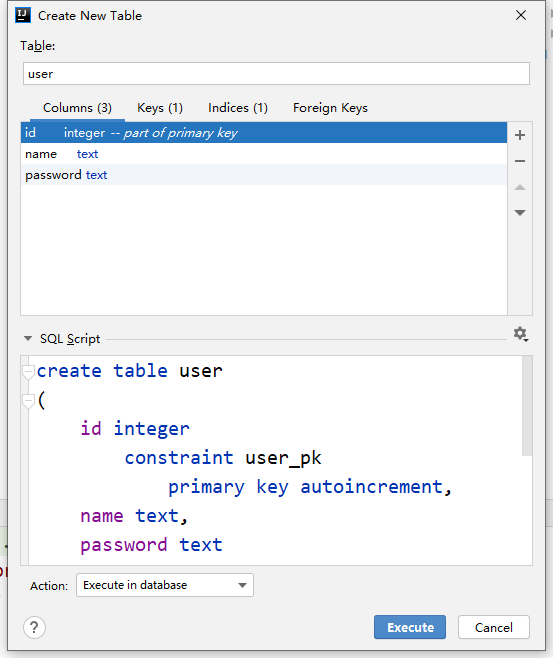 Create New Table
Table:
user
Columns (3) Keys (1) Indices (1) Foreign Keys
id integer -- part of primary key
name text
password text
SQL Script
create table user
(
id integer
constraint user_pk
primary key autoincrement,
name text,
password text
Action: Execute in database
? Execute Cancel